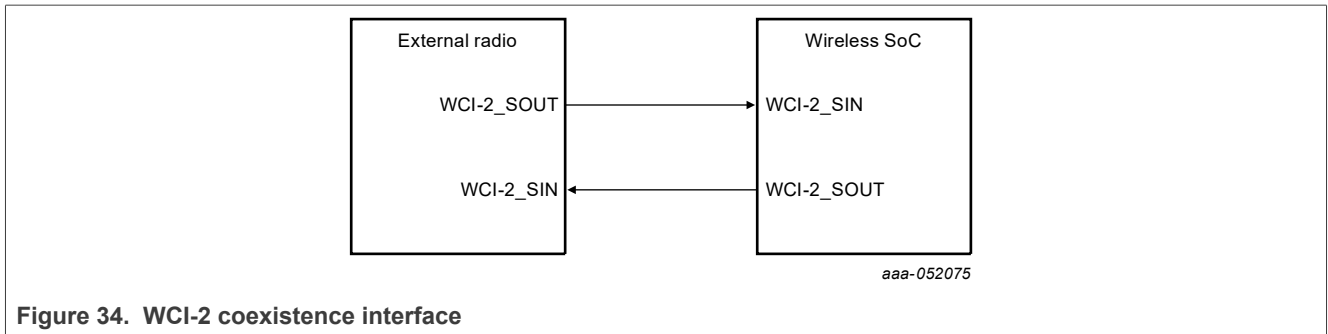 External radio
Wireless SoC
WCI-2_SOUT
WCI-2_SIN
WCI-2_SIN
WCI-2_SOUT
aaa-052075
Figure 34. WCI-2 coexistence interface